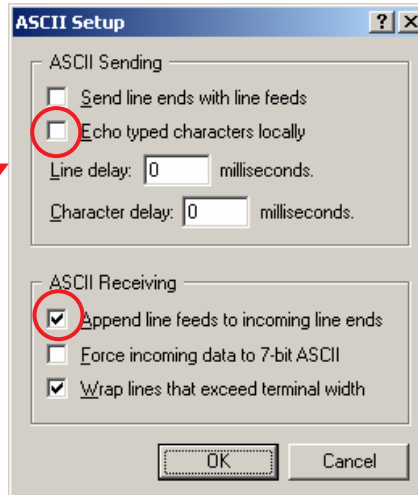 ASCII Setup
ASCII Sending
Send line ends with line feeds
Echo typed characters locally
Line delay: 0 milliseconds.
Character delay: 0 milliseconds.
ASCII Receiving
Append line feeds to incoming line ends
Force incoming data to 7-bit ASCII
Wrap lines that exceed terminal width
OK Cancel